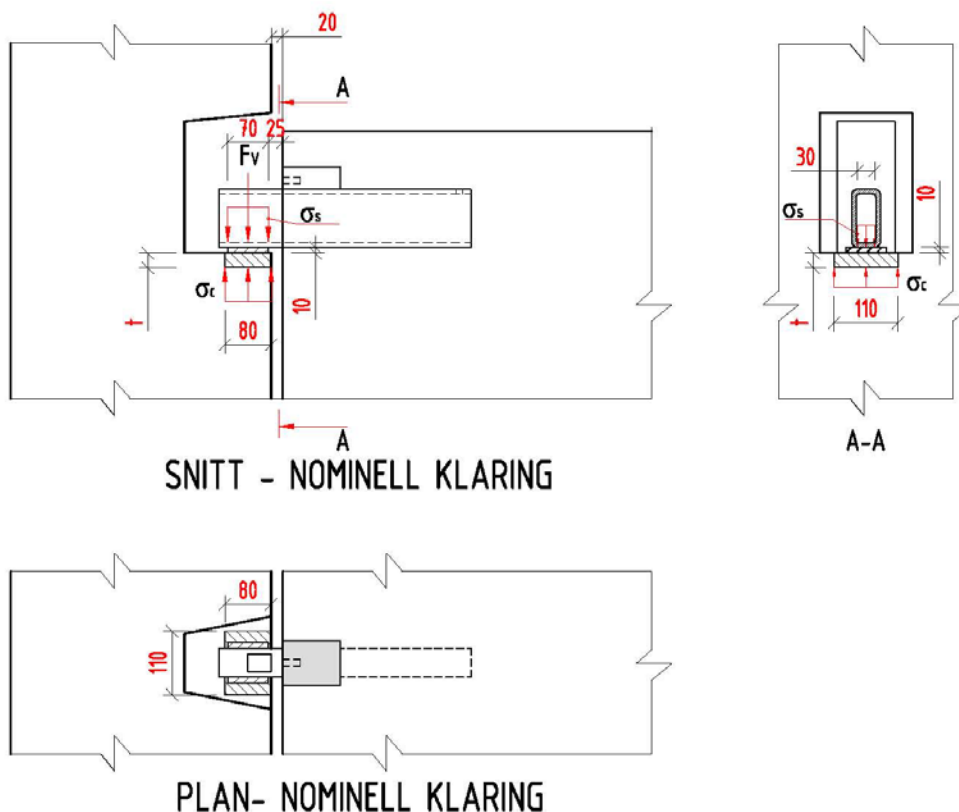 20
A
70 25
Fv
σs
σc
t
10
80
A
SNITT - NOMINELL KLARING
30
10
σs
σc
t
110
A-A
80
110
PLAN- NOMINELL KLARING